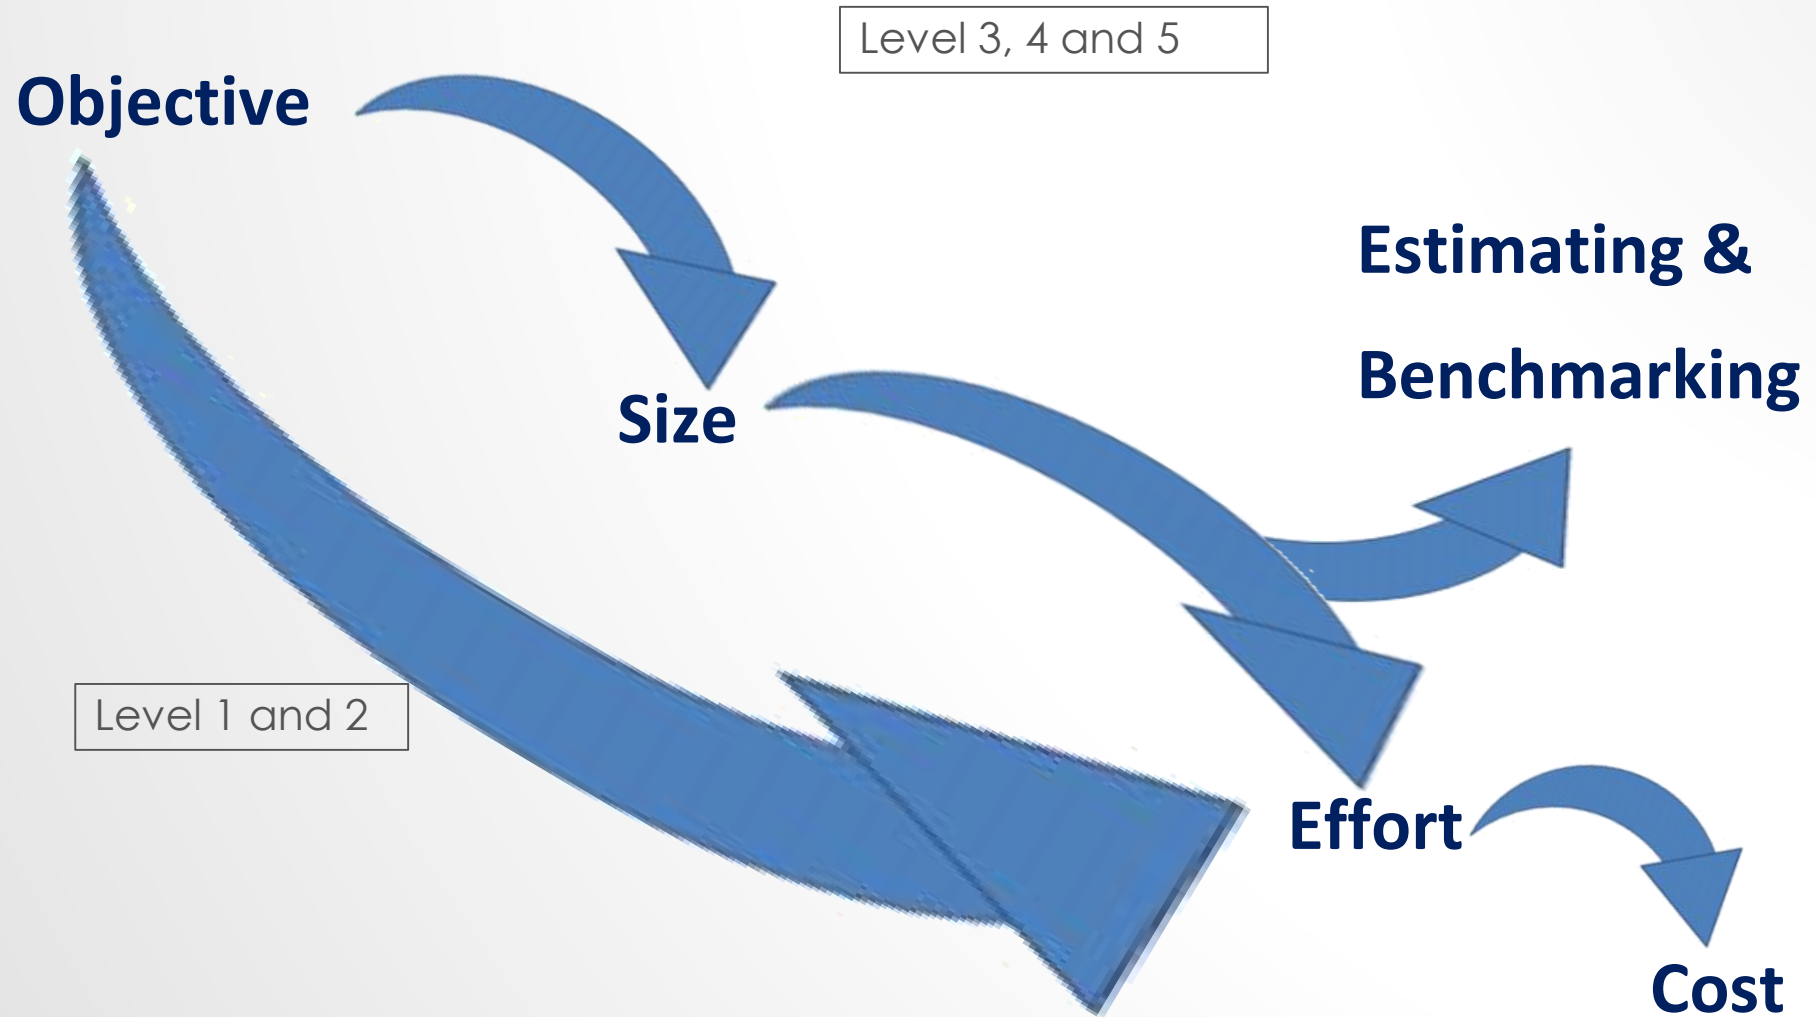 Level 3, 4 and 5
Objective
Estimating &
Benchmarking
Size
Level 1 and 2
Effort
Cost